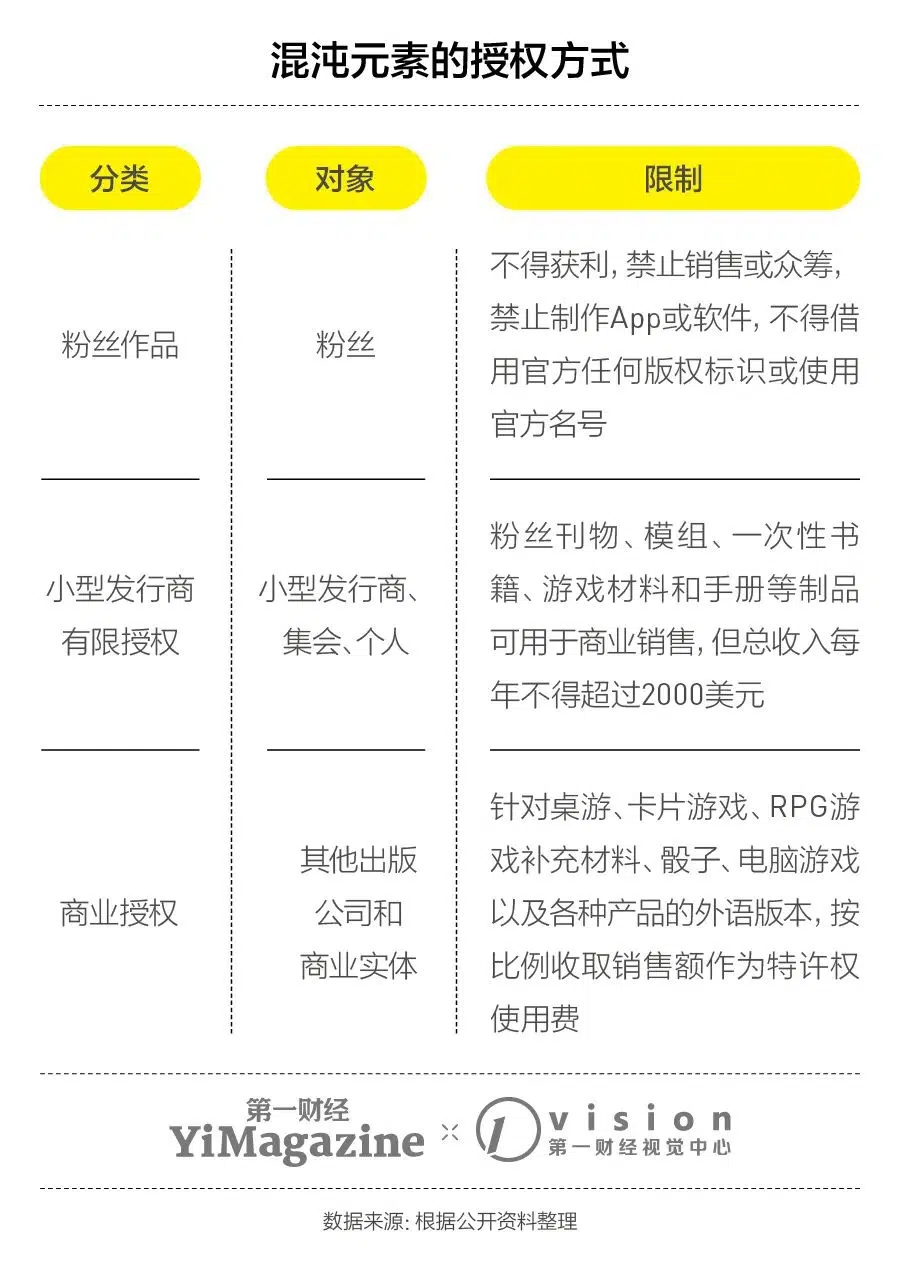 混沌元素的授权方式
分类
对象
限制
粉丝作品
粉丝
不得获利,禁止销售或众筹,
禁止制作App或软件,不得借
用官方任何版权标识或使用
官方名号
小型发行商
有限授权
小型发行商、
集会、个人
粉丝刊物、模组、一次性书
籍、游戏材料和手册等制品
可用于商业销售,但总收入每
年不得超过2000美元
商业授权
其他出版
公司和
商业实体
针对桌游、卡片游戏、RPG游
戏补充材料、骰子、电脑游戏
以及各种产品的外语版本,按
比例收取销售额作为特许权
使用费
第一财经
YiMagazine
vision
第一财经视觉中心
数据来源:根据公开资料整理